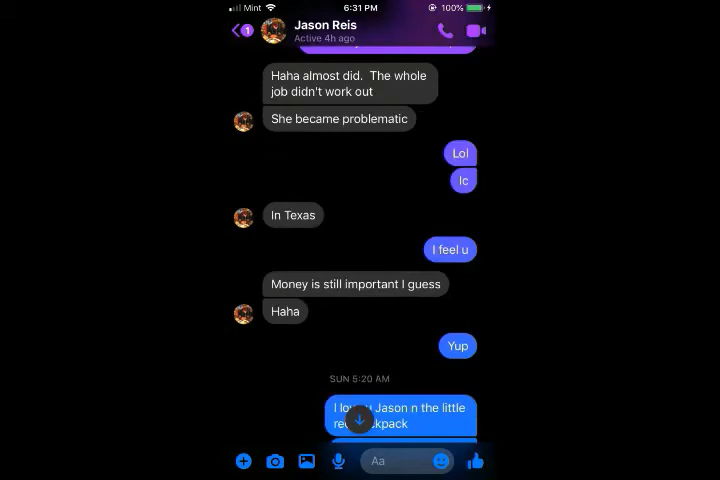 Mint 6:31 PM 100%
1 Jason Reis
Active 4h ago
Haha almost did. The whole
job didn't work out
She became problematic
Lol
Ic
In Texas
I feel u
Money is still important I guess
Haha
Yup
SUN 5:20 AM
I Jason n the little
Aa